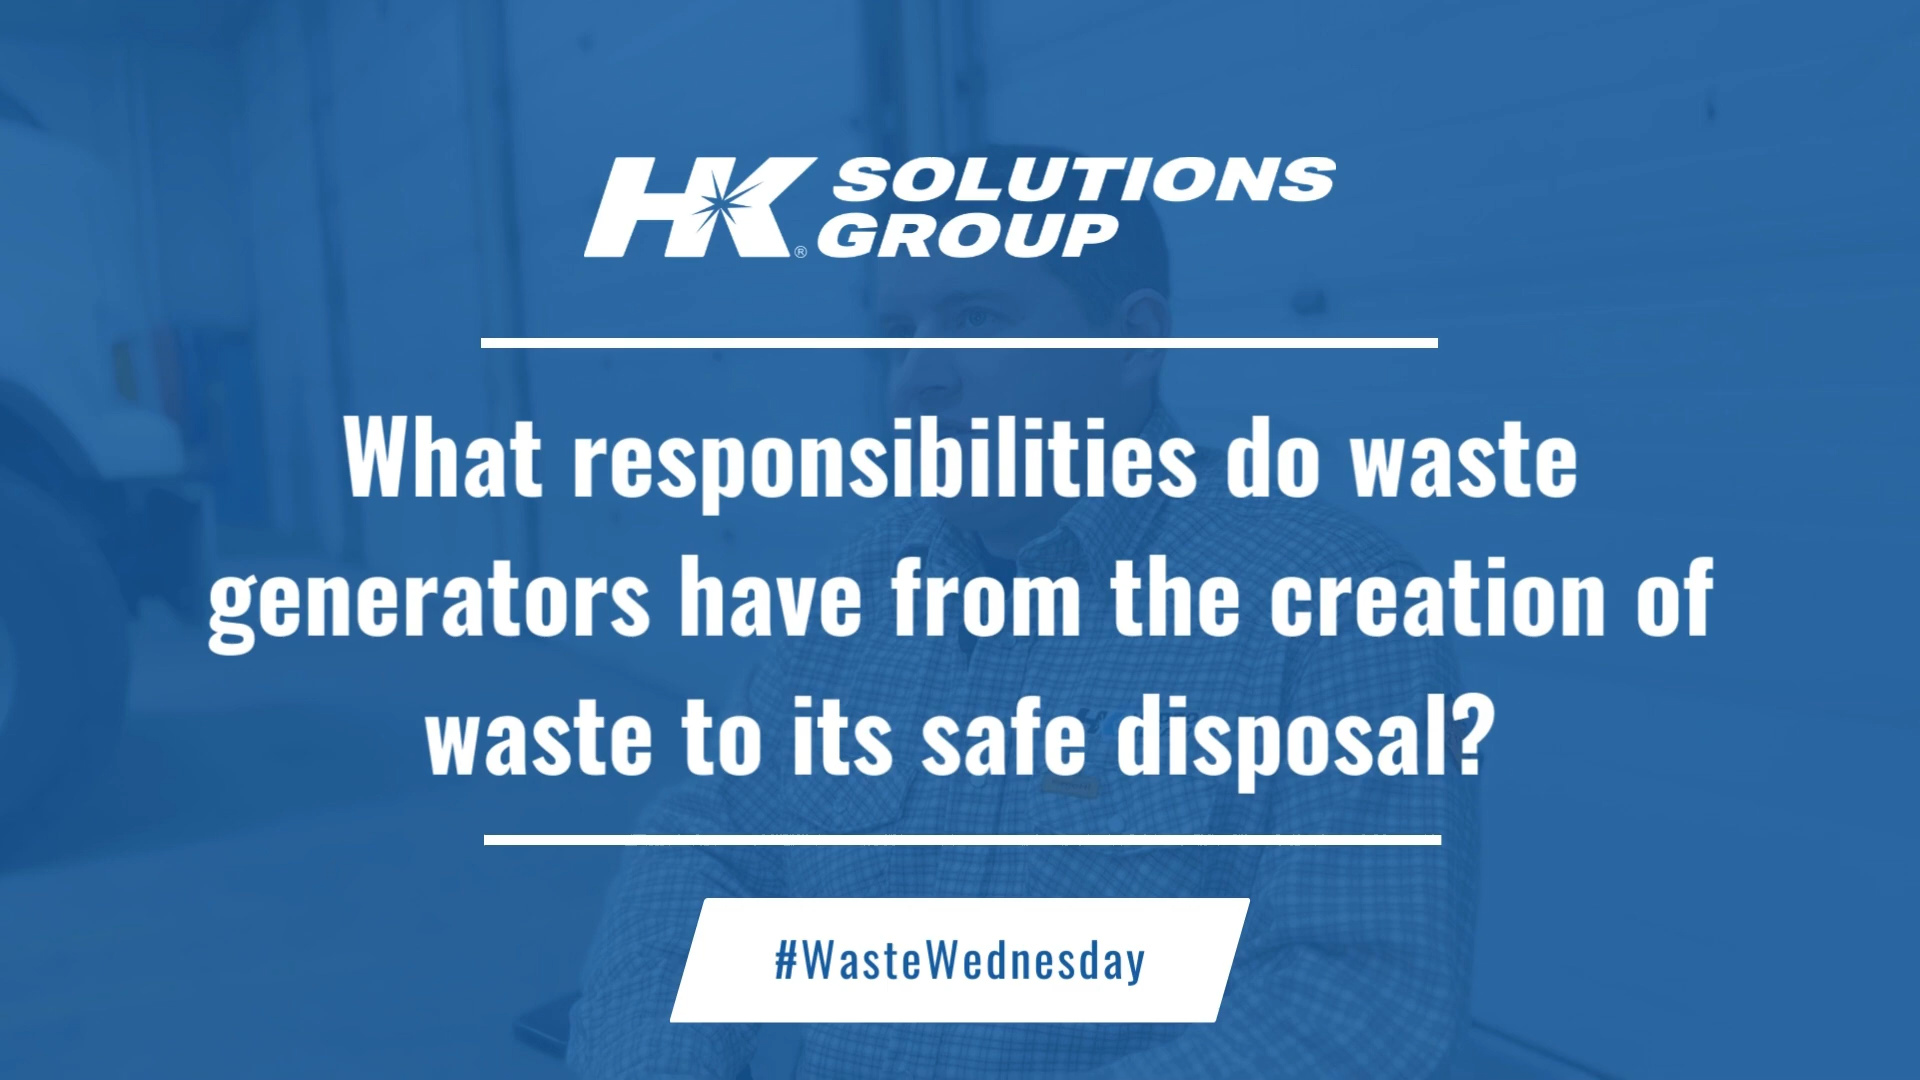 HK® SOLUTIONS
GROUP
What responsibilities do waste
generators have from the creation of
waste to its safe disposal?
#WasteWednesday